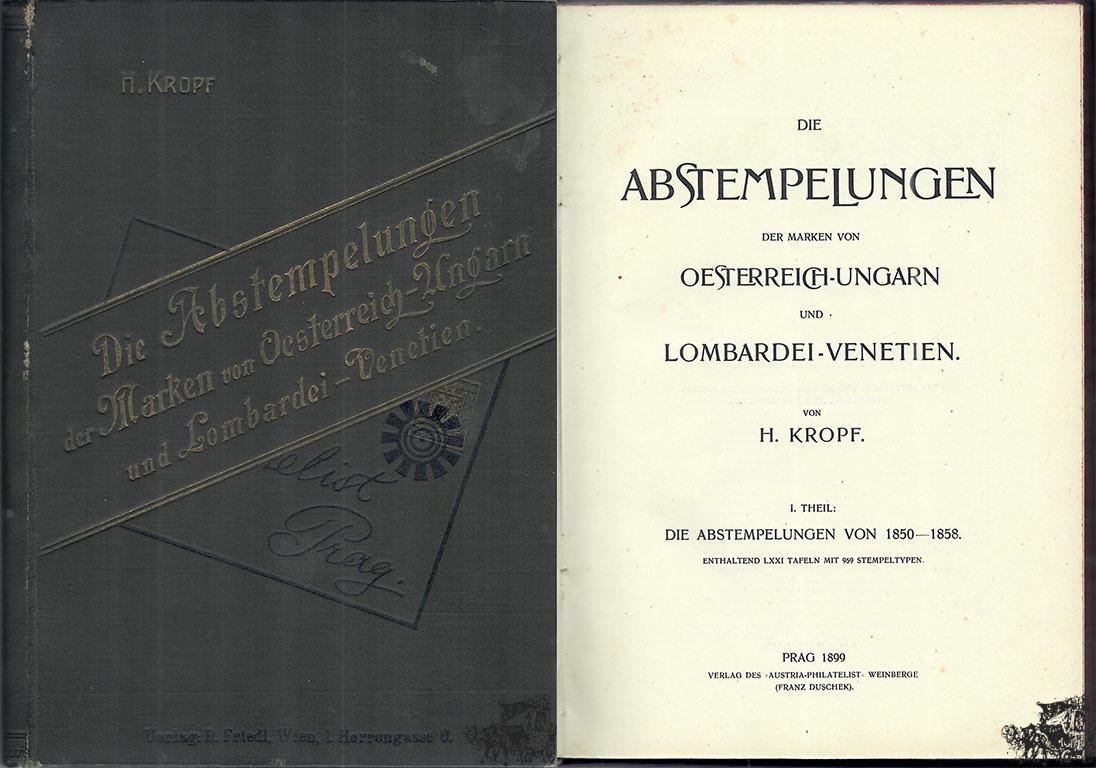 H. KROPF
Die Abstempelungen
der Marken von Oesterreich-Ungarn
und Lombardei-Venetien.
elist
Prag.
Verlag: R. Friedl, Wien, I. Herrengasse 6.
DIE
ABSTEMPELUNGEN
DER MARKEN VON
OESTERREICH-UNGARN
UND
LOMBARDEI-VENETIEN.
VON
H. KROPF.
I. THEIL:
DIE ABSTEMPELUNGEN VON 1850—1858.
ENTHALTEND LXXI TAFELN MIT 959 STEMPELTYPEN.
PRAG 1899
VERLAG DES »AUSTRIA-PHILATELIST« WEINBERGE
(FRANZ DUSCHEK).